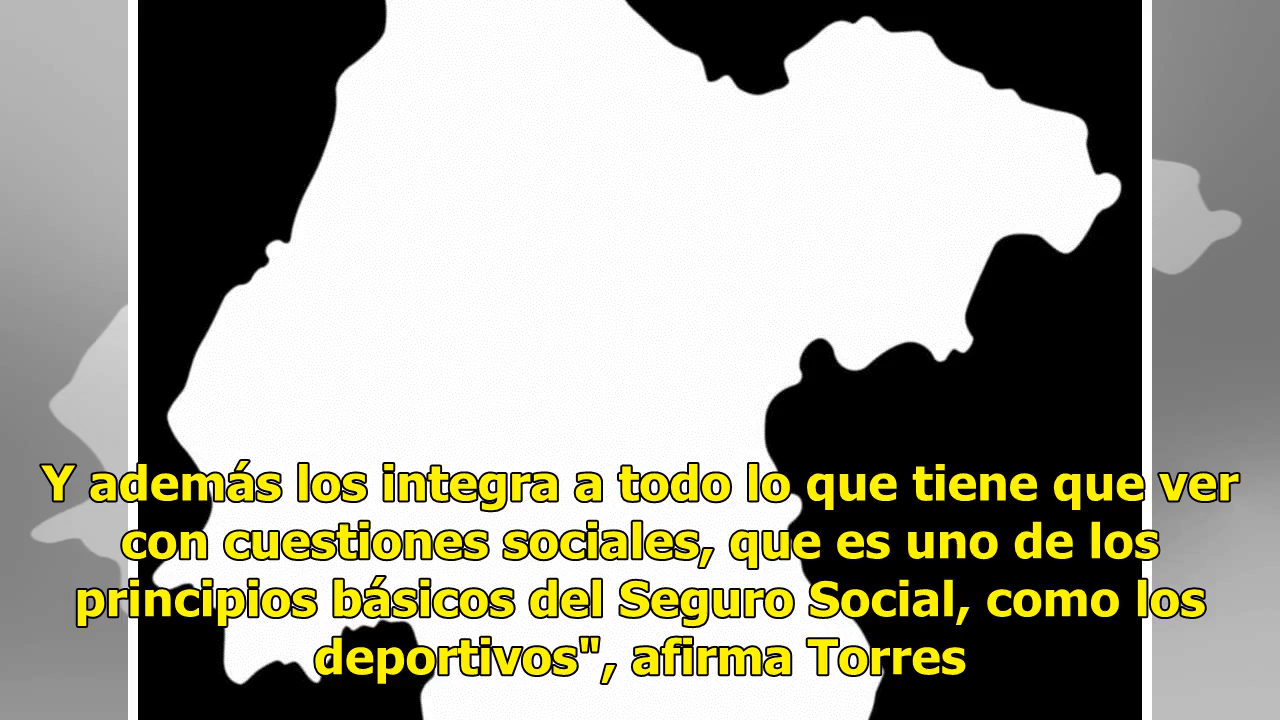 Y además los integra a todo lo que tiene que ver
con cuestiones sociales, que es uno de los
principios básicos del Seguro Social, como los
deportivos", afirma Torres